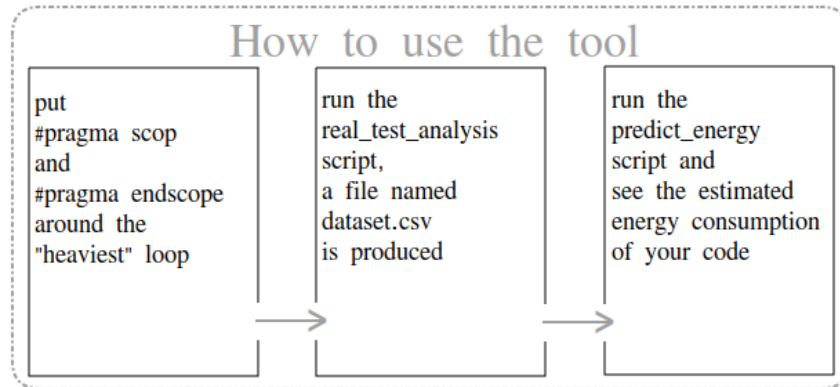 How to use the tool
put
#pragma scop
and
#pragma endscope
around the
"heaviest" loop
run the
real_test_analysis
script,
a file named
dataset.csv
is produced
run the
predict_energy
script and
see the estimated
energy consumption
of your code